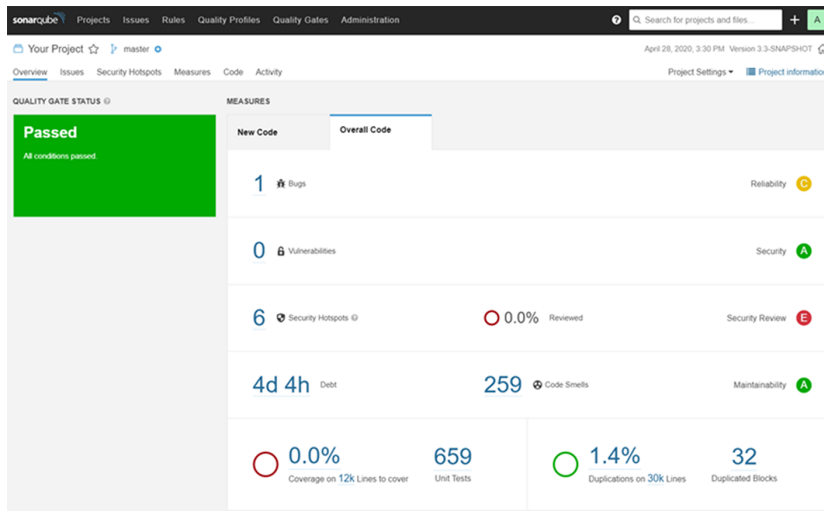 sonarqube Projects Issues Rules Quality Profiles Quality Gates Administration ? Search for projects and files... + A
Your Project master April 28, 2020, 3:30 PM Version 3.3-SNAPSHOT
Overview Issues Security Hotspots Measures Code Activity Project Settings Project informatio
QUALITY GATE STATUS ? MEASURES
Passed
All conditions passed.
New Code Overall Code
1 Bugs Reliability C
0 Vulnerabilities Security A
6 Security Hotspots ? 0.0% Reviewed Security Review E
4d 4h Debt 259 Code Smells Maintainability A
0.0% 659 1.4% 32
Coverage on 12k Lines to cover Unit Tests Duplications on 30k Lines Duplicated Blocks